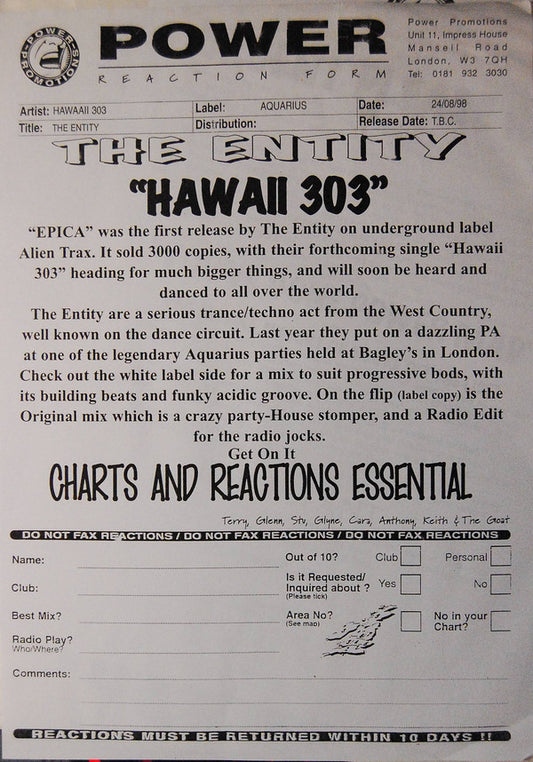 POWER-PROMOTIONS
POWER
REACTION FORM
Power Promotions
Unit 11, Impress House
Mansell Road
London, W3 7QH
Tel: 0181 932 3030
Artist: HAWAAII 303
Label: AQUARIUS
Date: 24/08/98
Title: THE ENTITY
Distribution:
Release Date: T.B.C.
THE ENTITY
"HAWAII 303"
"EPICA" was the first release by The Entity on underground label
Alien Trax. It sold 3000 copies, with their forthcoming single "Hawaii
303" heading for much bigger things, and will soon be heard and
danced to all over the world.
The Entity are a serious trance/techno act from the West Country,
well known on the dance circuit. Last year they put on a dazzling PA
at one of the legendary Aquarius parties held at Bagley's in London.
Check out the white label side for a mix to suit progressive bods, with
its building beats and funky acidic groove. On the flip (label copy) is the
Original mix which is a crazy party-House stomper, and a Radio Edit
for the radio jocks.
Get On It
CHARTS AND REACTIONS ESSENTIAL
Terry, Glenn, Stu, Glyne, Cara, Anthony, Keith & The Goat
DO NOT FAX REACTIONS / DO NOT FAX REACTIONS / DO NOT FAX REACTIONS
Name:
Out of 10? Club Personal
Club:
Is it Requested/
Inquired about ? Yes No
(Please tick)
Best Mix?
Area No?
(See map)
No in your
Chart?
Radio Play?
Who/Where?
Comments:
REACTIONS MUST BE RETURNED WITHIN 10 DAYS !!